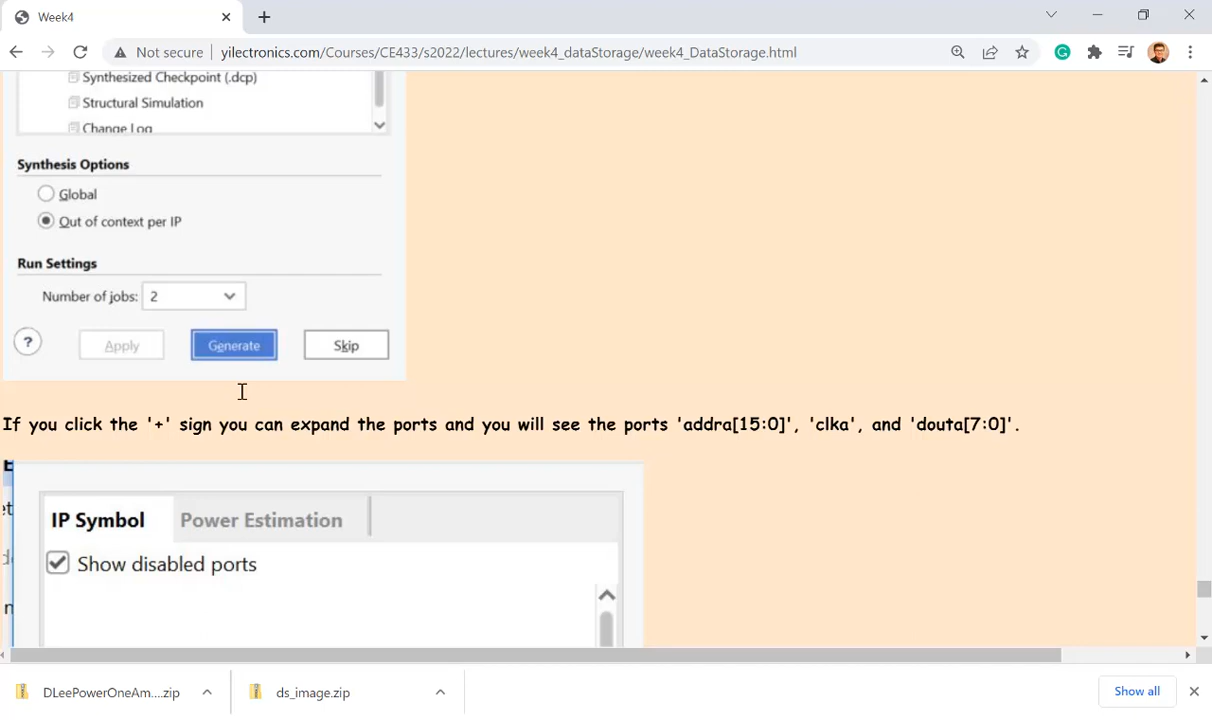 Week4
Not secure
yilectronics.com/Courses/CE433/s2022/lectures/week4_dataStorage/week4_DataStorage.html
Synthesized Checkpoint (.dcp)
Structural Simulation
Change Log
Synthesis Options
Global
Out of context per IP
Run Settings
Number of jobs: 2
? Apply Generate Skip
If you click the '+' sign you can expand the ports and you will see the ports 'addra[15:0]', 'clka', and 'douta[7:0]'.
IP Symbol Power Estimation
Show disabled ports
DLeePowerOneAm....zip ds_image.zip Show all